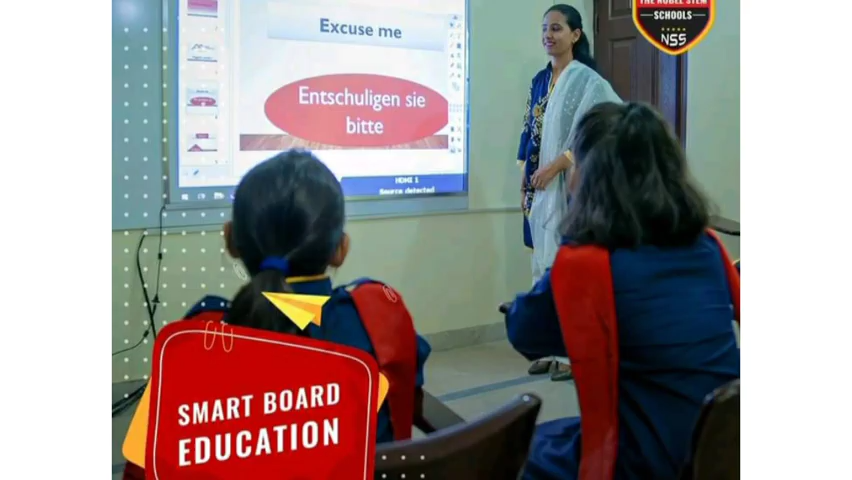 THE NOBLE STEM
SCHOOLS
NSS
Excuse me
Entschuligen sie
bitte
HDMI 1
Source detected
SMART BOARD
EDUCATION